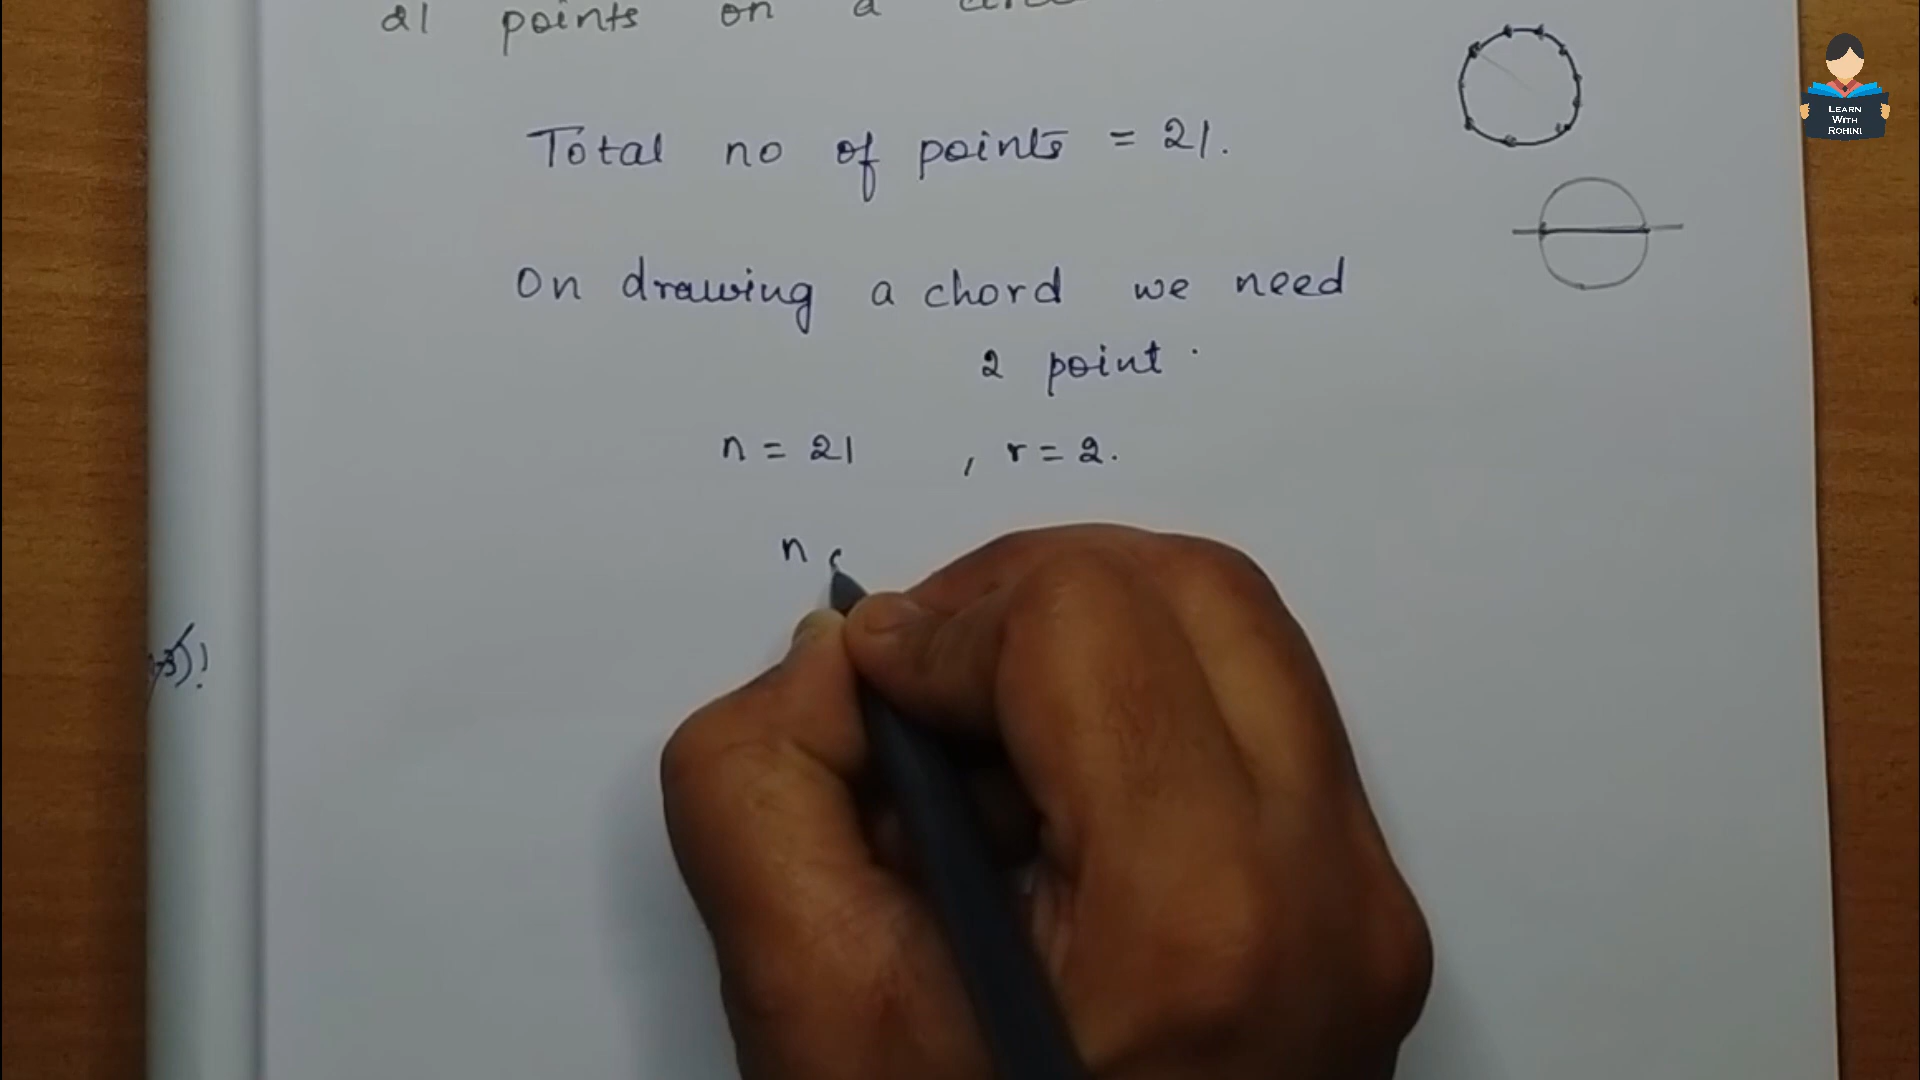 21 points on a
Total no of points = 21.
On drawing a chord we need
2 point.
n = 21 , r = 2.
n
LEARN
WITH
ROHINI